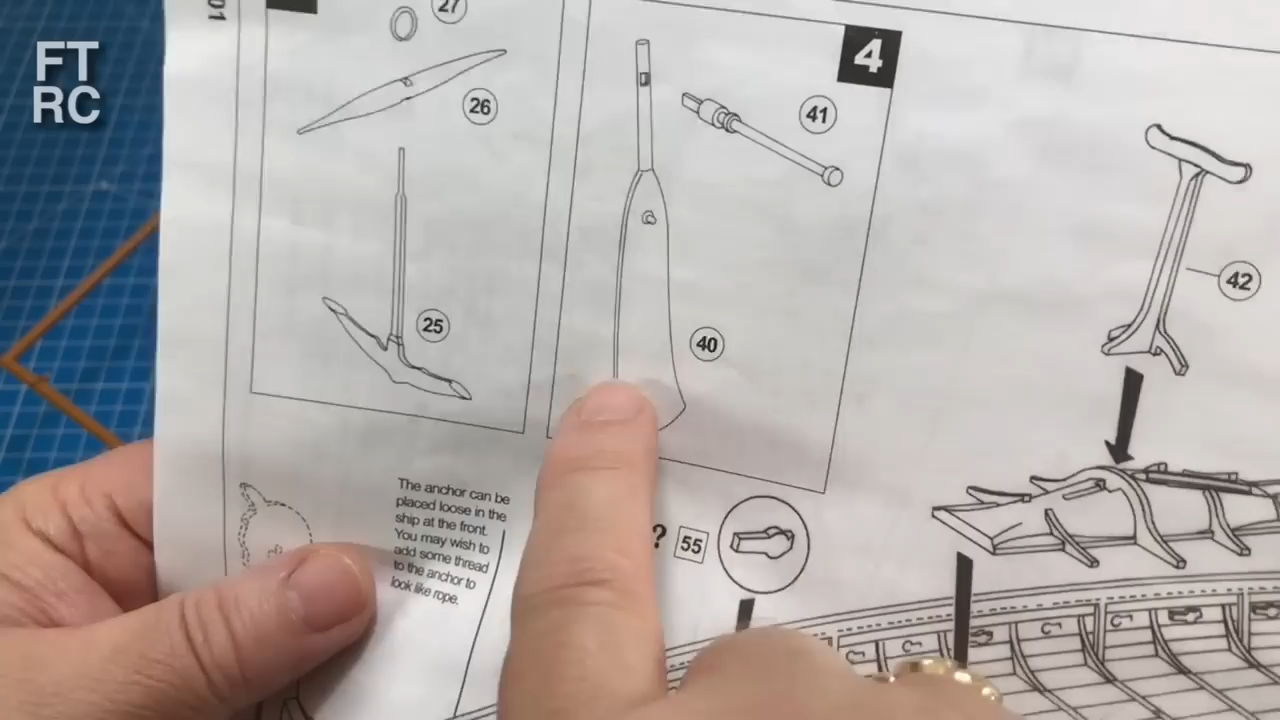 FT
RC
01
27
26
25
4
41
40
42
The anchor can be
placed loose in the
ship at the front.
You may wish to
add some thread
to the anchor to
look like rope.
? 55